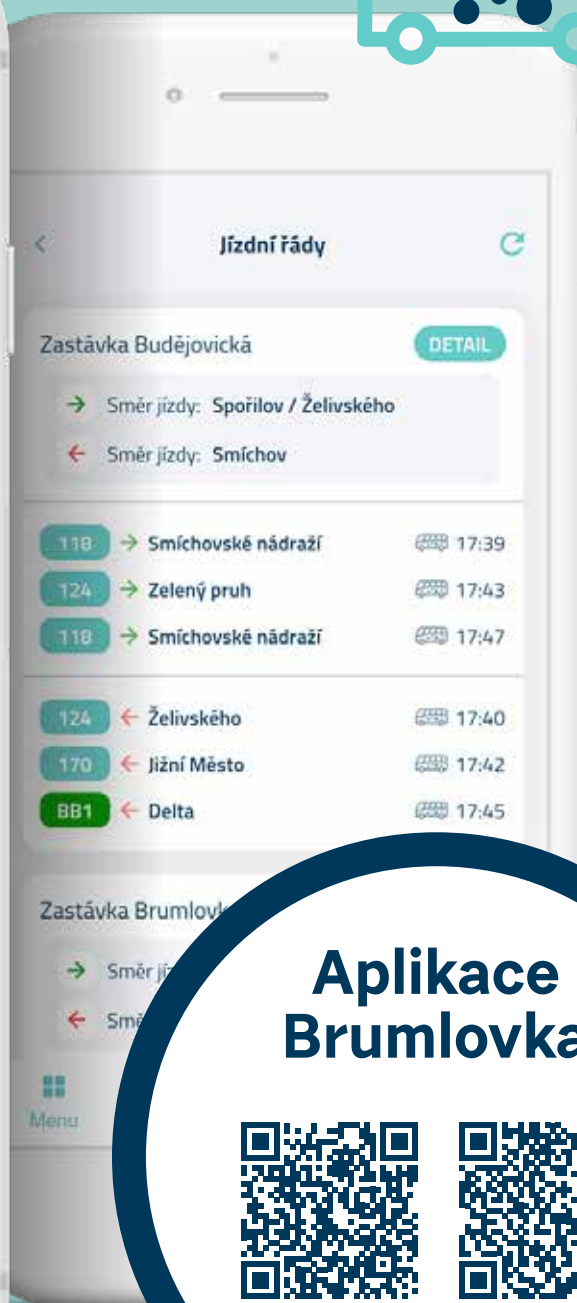 Jízdní řády
Zastávka Budějovická DETAIL
Směr jízdy: Spořilov / Želivského
Směr jízdy: Smíchov
118 Smíchovské nádraží 17:39
124 Zelený pruh 17:43
118 Smíchovské nádraží 17:47
124 Želivského 17:40
170 Jižní Město 17:42
BB1 Delta 17:45
Zastávka
Směr
Menu
Aplikace
Brumlovka